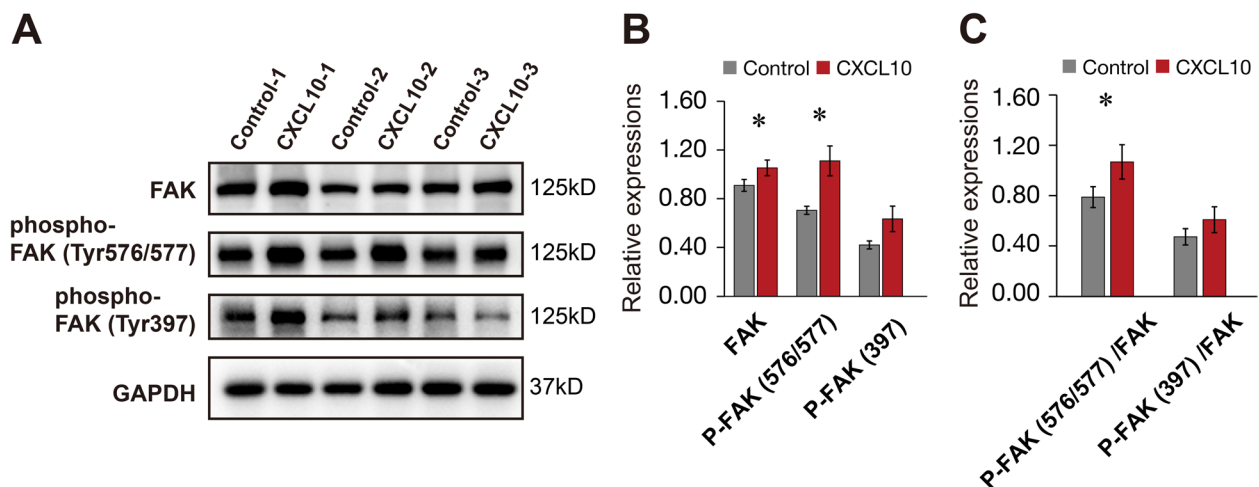 A
Control-1
CXCL10-1
Control-2
CXCL10-2
Control-3
CXCL10-3
FAK
125kD
phospho-
FAK (Tyr576/577)
125kD
phospho-
FAK (Tyr397)
125kD
GAPDH
37kD
B
Control CXCL10
Relative expressions
1.60
1.20
0.80
0.40
0.00
*
*
FAK
P-FAK (576/577)
P-FAK (397)
C
Control CXCL10
Relative expressions
1.60
1.20
0.80
0.40
0.00
*
P-FAK (576/577) /FAK
P-FAK (397) /FAK